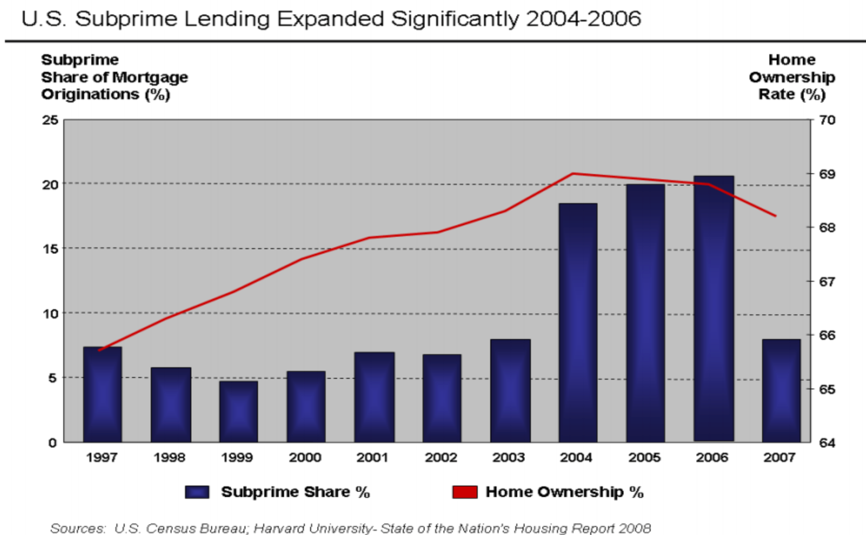 U.S. Subprime Lending Expanded Significantly 2004-2006
Subprime
Share of Mortgage
Originations (%)
Home
Ownership
Rate (%)
25
20
15
10
5
0
70
69
68
67
66
65
64
1997 1998 1999 2000 2001 2002 2003 2004 2005 2006 2007
Subprime Share % Home Ownership %
Sources: U.S. Census Bureau; Harvard University- State of the Nation's Housing Report 2008